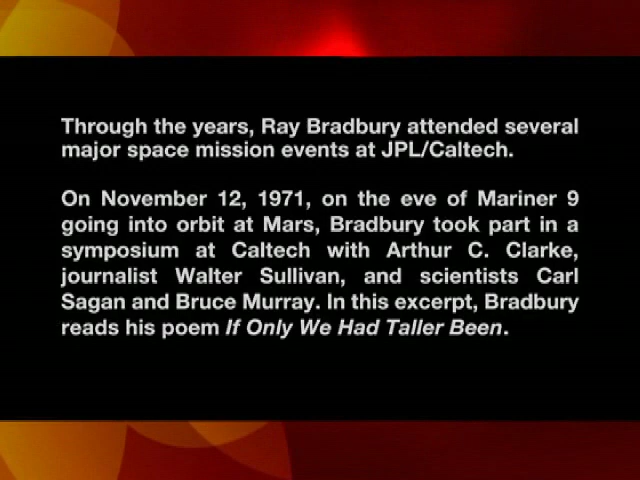 Through the years, Ray Bradbury attended several
major space mission events at JPL/Caltech.
On November 12, 1971, on the eve of Mariner 9
going into orbit at Mars, Bradbury took part in a
symposium at Caltech with Arthur C. Clarke,
journalist Walter Sullivan, and scientists Carl
Sagan and Bruce Murray. In this excerpt, Bradbury
reads his poem If Only We Had Taller Been.